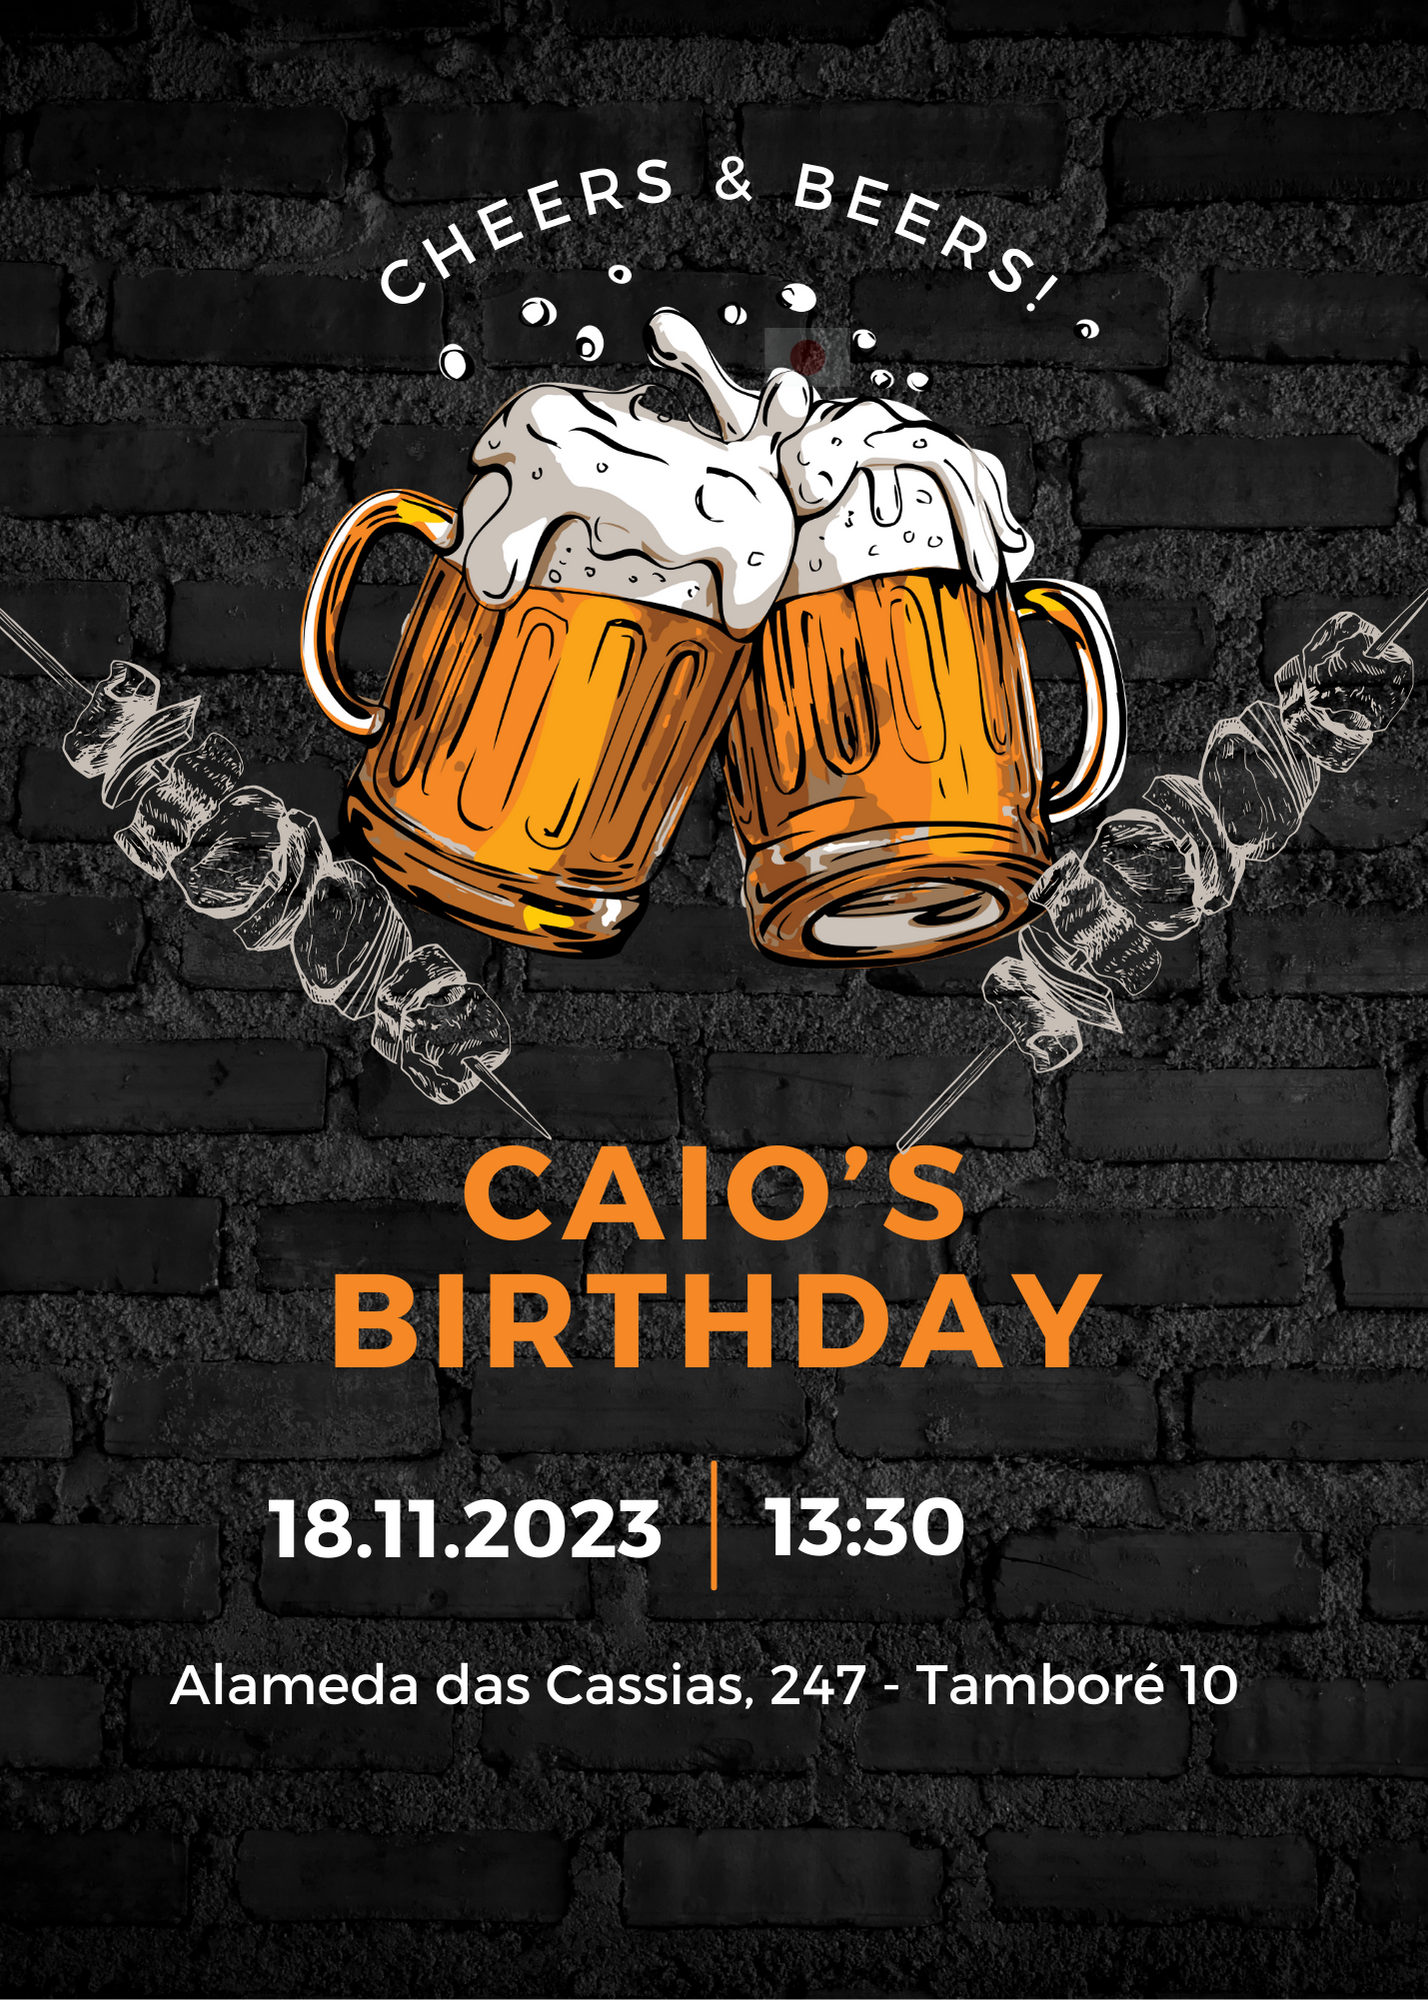 CHEERS & BEERS!
CAIO’S
BIRTHDAY
18.11.2023 | 13:30
Alameda das Cassias, 247 - Tamboré 10